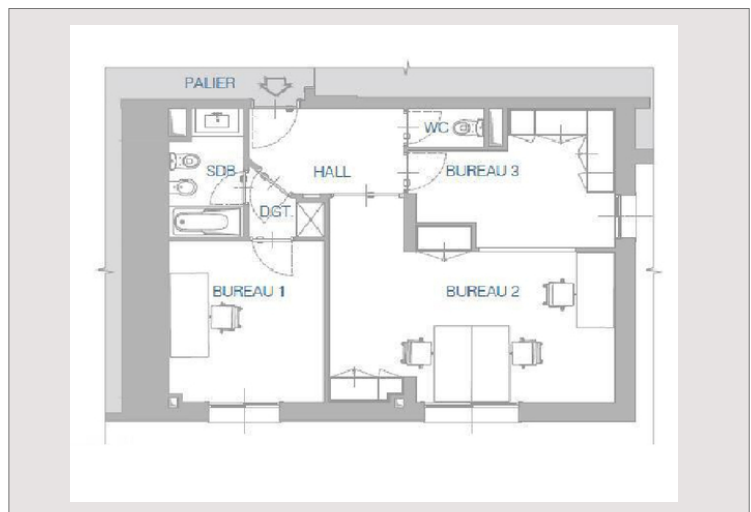 PALIER
WC
SDB
HALL
BUREAU 3
DGT.
BUREAU 1
BUREAU 2